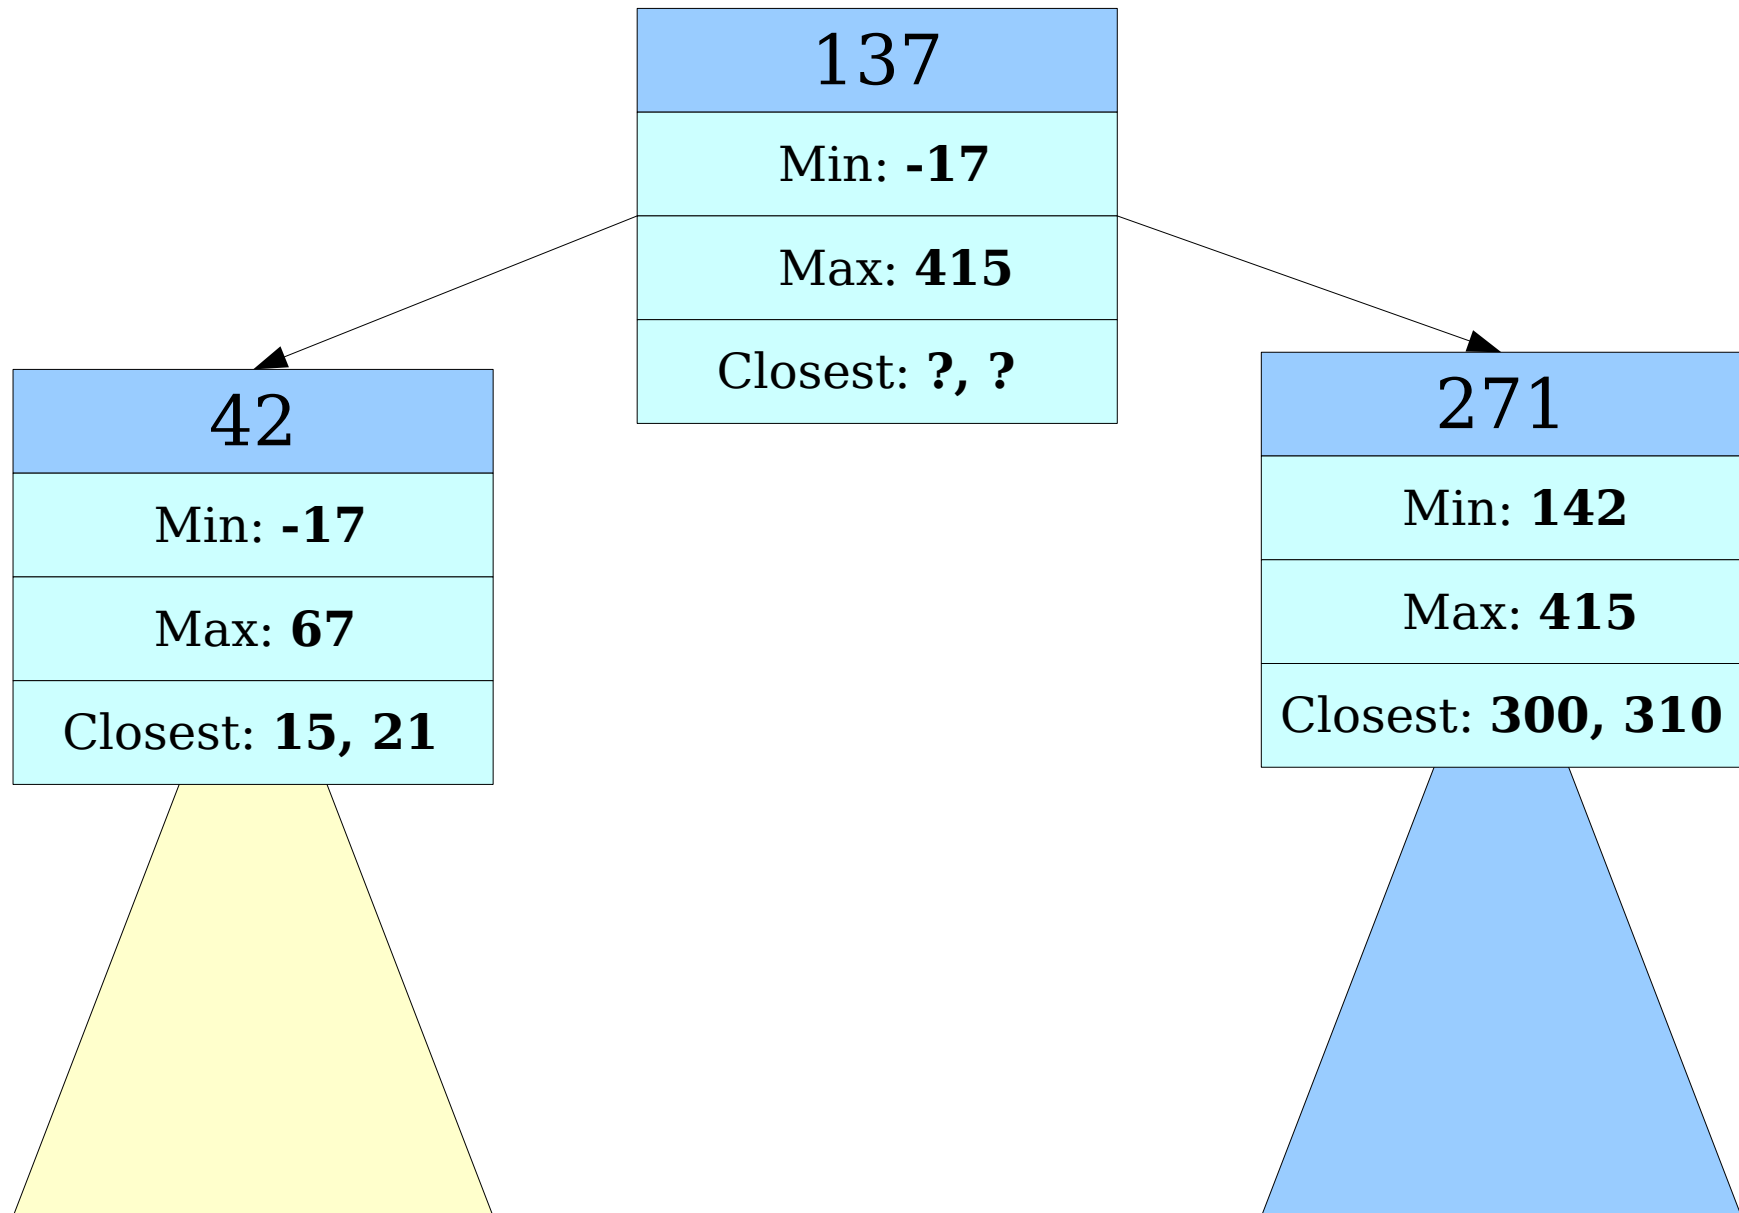 137
Min: -17
Max: 415
Closest: ?, ?
42
Min: -17
Max: 67
Closest: 15, 21
271
Min: 142
Max: 415
Closest: 300, 310